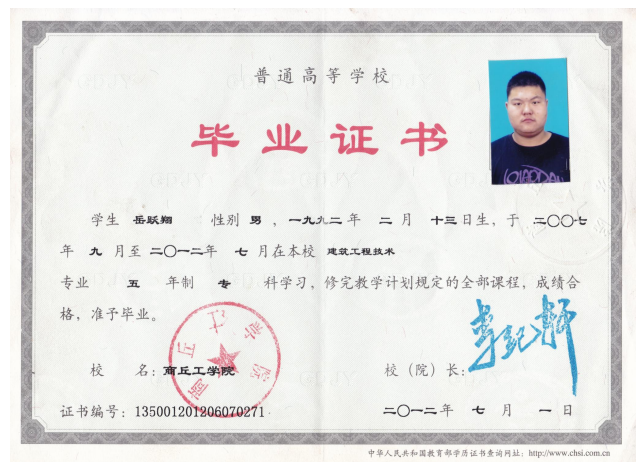 普通高等学校
毕业证书
学生 岳跃翔 : 性别 男 ，一九九二年 二 月 十三日生，于 二〇〇七
年 九 月至 二〇一二年 七 月在本校 建筑工程技术
专业 五 年制 专 科学习，修完教学计划规定的全部课程，成绩合
格，准予毕业。
校 名：商丘工学院 校（院）长：
证书编号：135001201206070271 二〇一二年 七 月 一 日
中华人民共和国教育部学历证书查询网址：http://www.chsi.com.cn